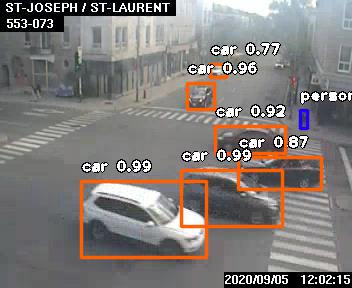 ST-JOSEPH / ST-LAURENT
553-073
car 0.77
car 0.96
person
car 0.92
car 0.87
car 0.99
car 0.99
2020/09/05 12:02:15